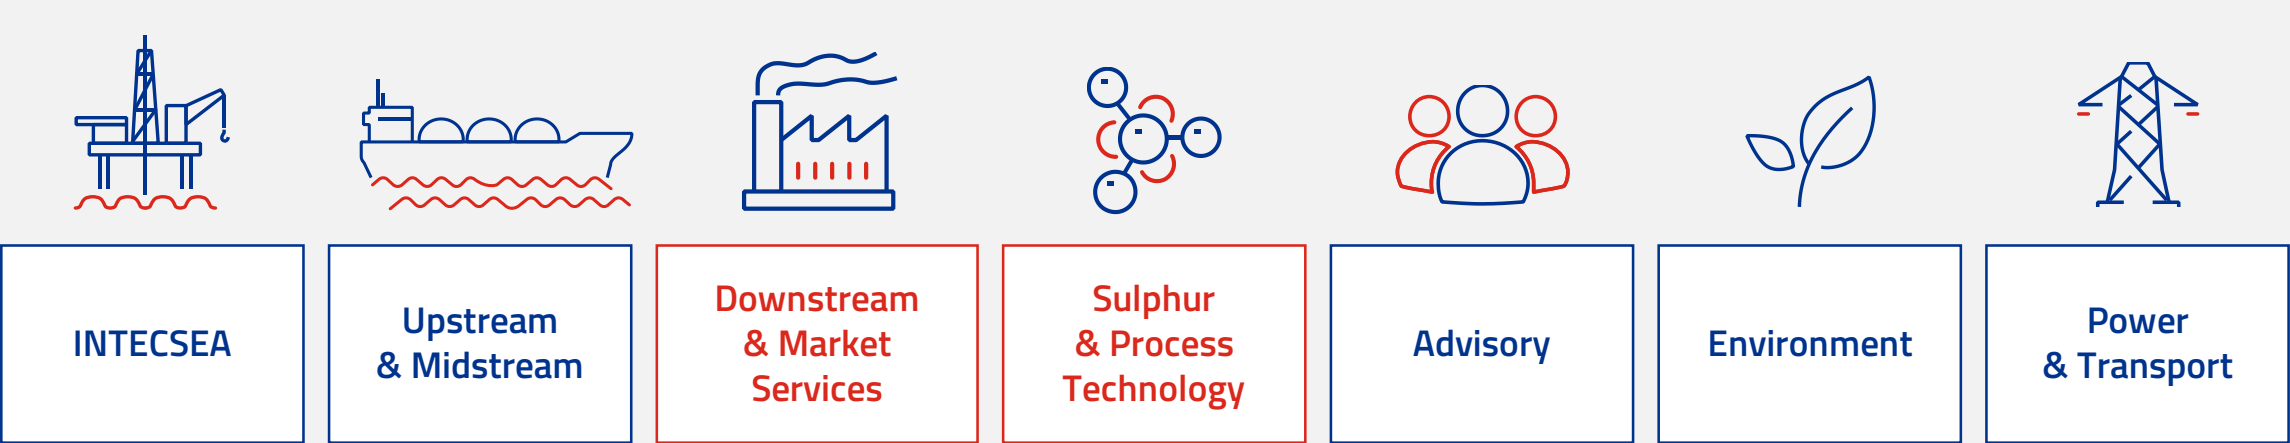 INTECSEA
Upstream
& Midstream
Downstream
& Market
Services
Sulphur
& Process
Technology
Advisory
Environment
Power
& Transport